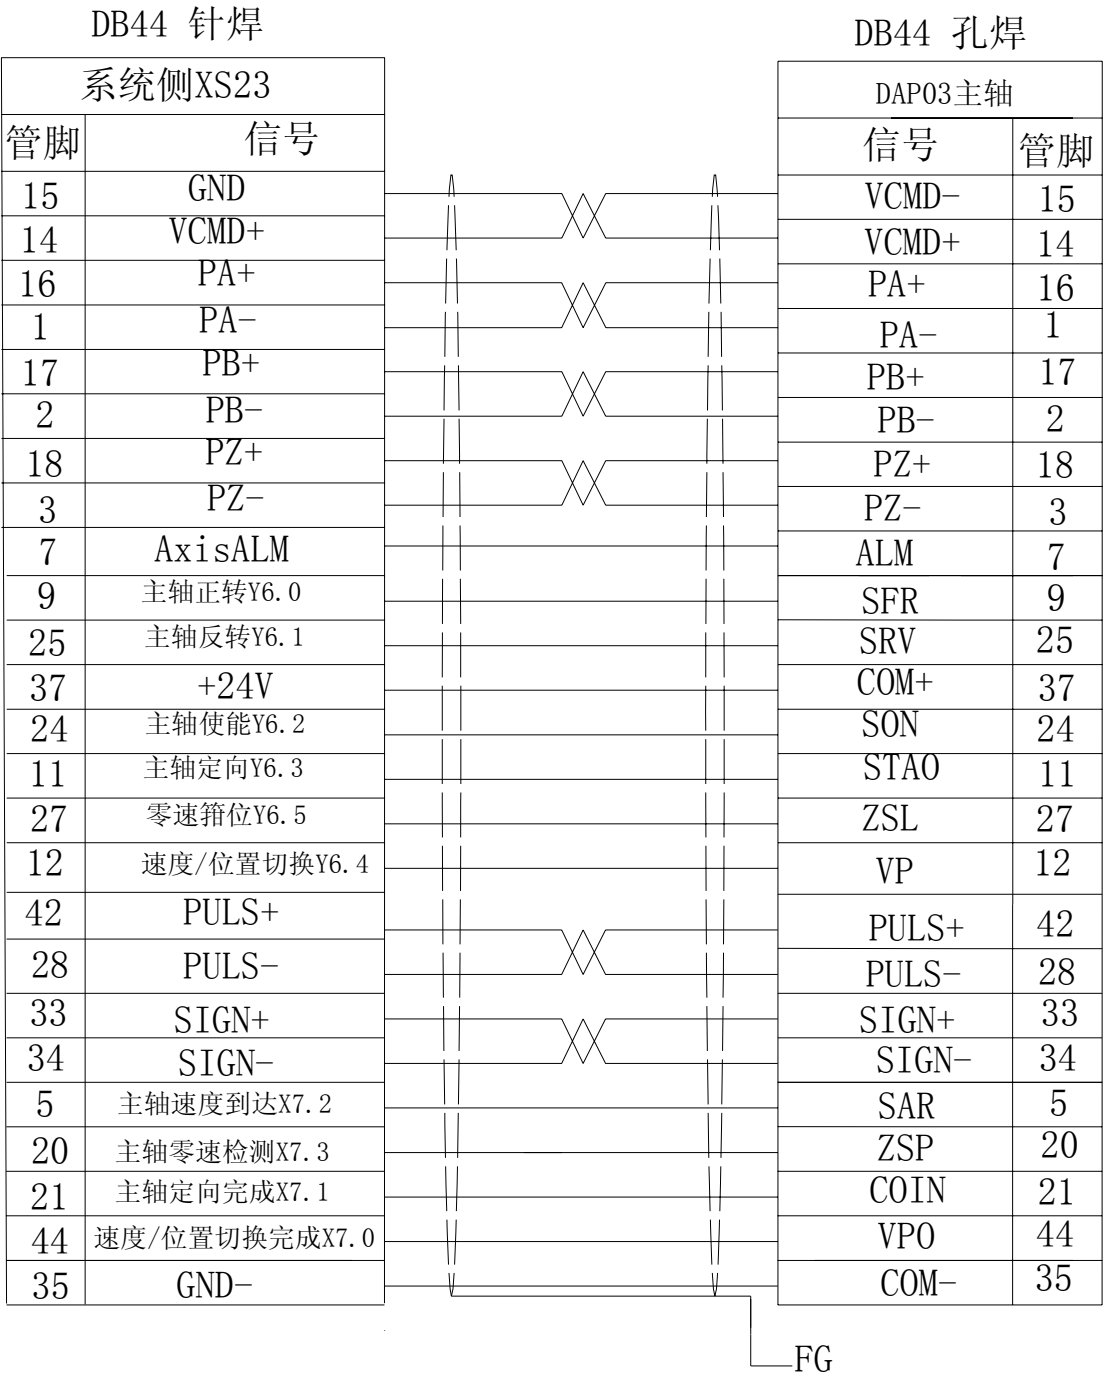 DB44 针焊
DB44 孔焊
系统侧XS23
DAP03主轴
管脚 信号
信号 管脚
15 GND VCMD- 15
14 VCMD+ VCMD+ 14
16 PA+ PA+ 16
1 PA- PA- 1
17 PB+ PB+ 17
2 PB- PB- 2
18 PZ+ PZ+ 18
3 PZ- PZ- 3
7 AxisALM ALM 7
9 主轴正转Y6.0 SFR 9
25 主轴反转Y6.1 SRV 25
37 +24V COM+ 37
24 主轴使能Y6.2 SON 24
11 主轴定向Y6.3 STAO 11
27 零速箝位Y6.5 ZSL 27
12 速度/位置切换Y6.4 VP 12
42 PULS+ PULS+ 42
28 PULS- PULS- 28
33 SIGN+ SIGN+ 33
34 SIGN- SIGN- 34
5 主轴速度到达X7.2 SAR 5
20 主轴零速检测X7.3 ZSP 20
21 主轴定向完成X7.1 COIN 21
44 速度/位置切换完成X7.0 VPO 44
35 GND- COM- 35
FG